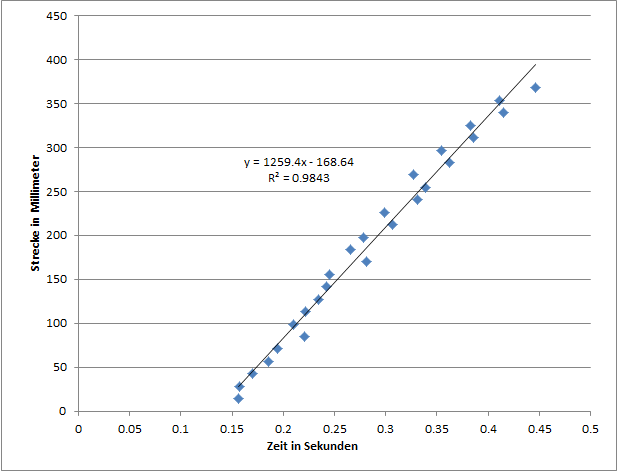 450
400
350
300
250
200
150
100
50
0
Strecke in Millimeter
y = 1259.4x - 168.64
R² = 0.9843
0 0.05 0.1 0.15 0.2 0.25 0.3 0.35 0.4 0.45 0.5
Zeit in Sekunden